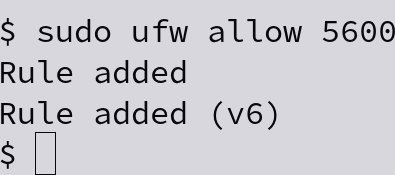 $ sudo ufw allow 5600
Rule added
Rule added (v6)
$